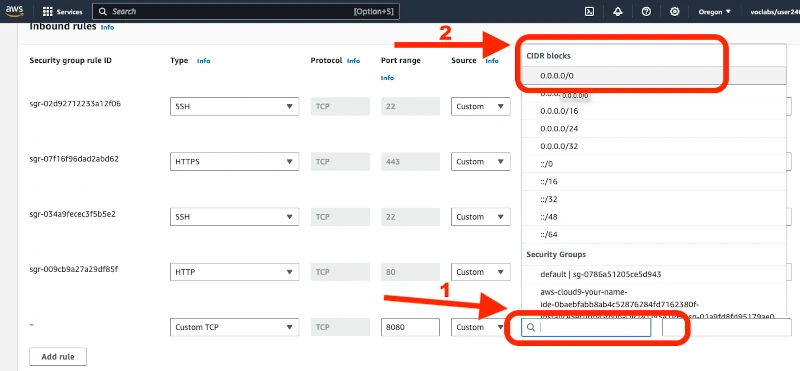 aws Services Search [Option+S] Oregon voclabs/user246
Inbound rules Info
2
Security group rule ID Type Info Protocol Info Port range Info Source Info
CIDR blocks
0.0.0.0/0
0.0.0.0/0
sgr-02d92712233a12f06 SSH TCP 22 Custom
0.0.0.0/16
0.0.0.0/24
0.0.0.0/32
sgr-07f16f96dad2abd62 HTTPS TCP 443 Custom
::/0
::/16
::/32
sgr-034a9fecec3f5b5e2 SSH TCP 22 Custom
::/48
::/64
Security Groups
sgr-009cb9a27a29df85f HTTP TCP 80 Custom
default | sg-0786a51205ce5d943
1
aws-cloud9-your-name-
ide-0baebfabb8ab4c52876284fd7162380f-
– Custom TCP TCP 8080 Custom
Add rule